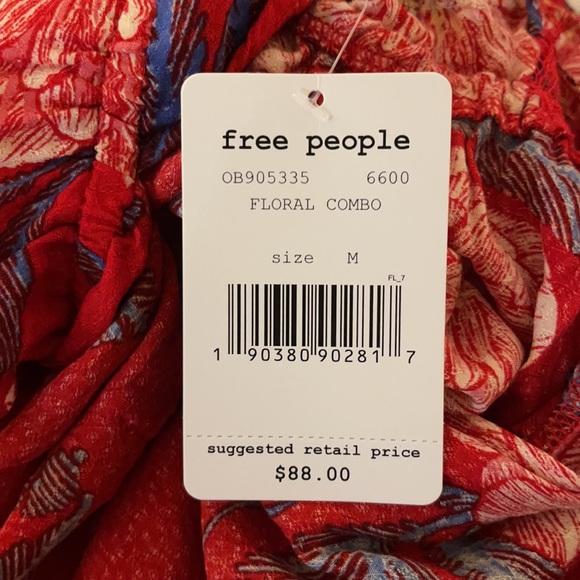 free people
OB905335 6600
FLORAL COMBO
size M
FL_7
1 90380 90281 7
suggested retail price
$88.00